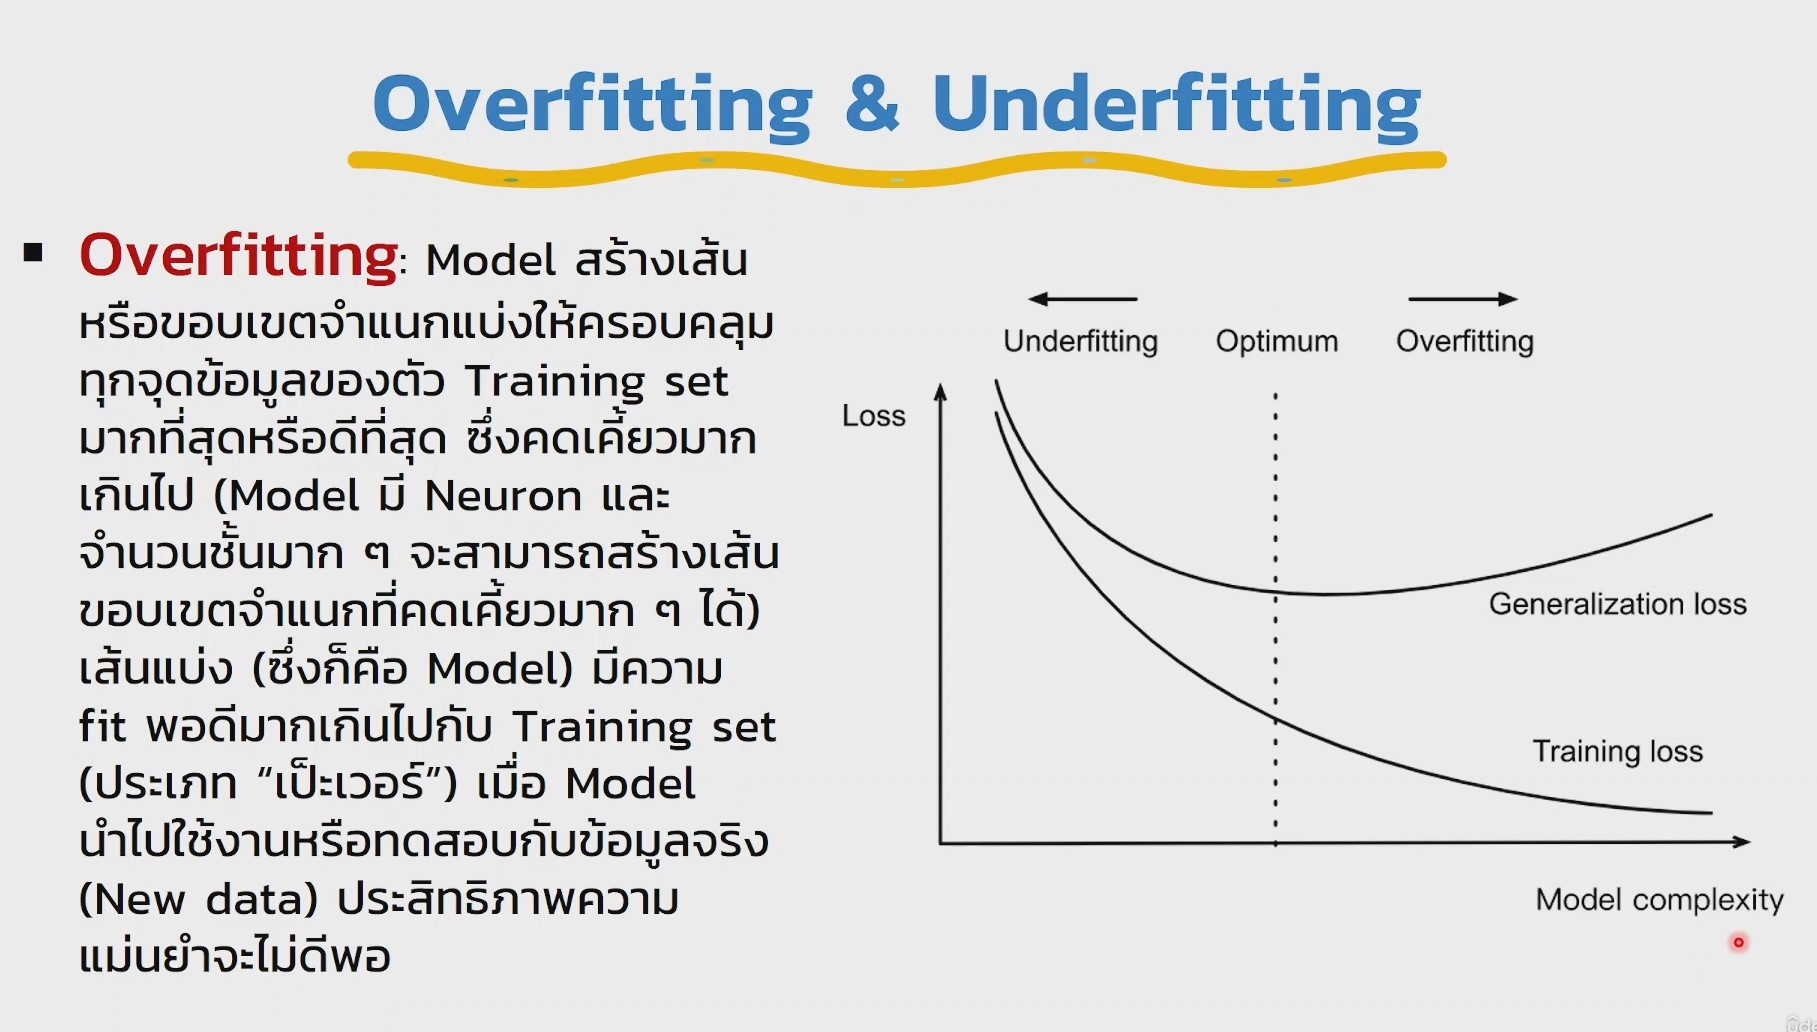 Overfitting & Underfitting
▪ Overfitting: Model สร้างเส้น
หรือขอบเขตจำแนกแบ่งให้ครอบคลุม
ทุกจุดข้อมูลของตัว Training set
มากที่สุดหรือดีที่สุด ซึ่งคดเคี้ยวมาก
เกินไป (Model มี Neuron และ
จำนวนชั้นมาก ๆ จะสามารถสร้างเส้น
ขอบเขตจำแนกที่คดเคี้ยวมาก ๆ ได้)
เส้นแบ่ง (ซึ่งก็คือ Model) มีความ
fit พอดีมากเกินไปกับ Training set
(ประเภท “เป๊ะเวอร์”) เมื่อ Model
นำไปใช้งานหรือทดสอบกับข้อมูลจริง
(New data) ประสิทธิภาพความ
แม่นยำจะไม่ดีพอ
Underfitting Optimum Overfitting
Loss
Generalization loss
Training loss
Model complexity